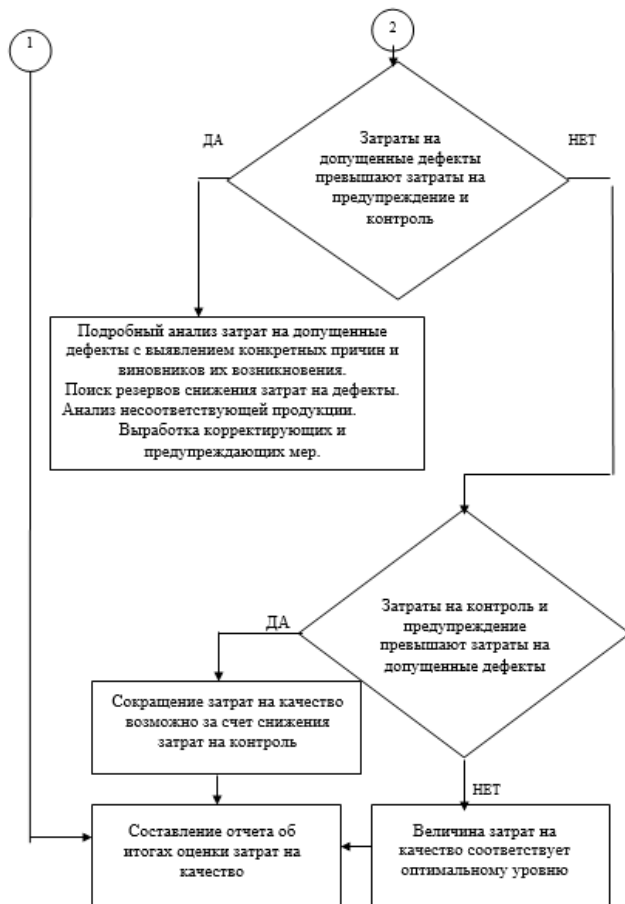 1
2
ДА
НЕТ
Затраты на
допущенные дефекты
превышают затраты на
предупреждение и
контроль
Подробный анализ затрат на допущенные
дефекты с выявлением конкретных причин и
виновников их возникновения.
Поиск резервов снижения затрат на дефекты.
Анализ несоответствующей продукции.
Выработка корректирующих и
предупреждающих мер.
Затраты на контроль и
предупреждение
превышают затраты на
допущенные дефекты
ДА
Сокращение затрат на качество
возможно за счет снижения
затрат на контроль
НЕТ
Составление отчета об
итогах оценки затрат на
качество
Величина затрат на
качество соответствует
оптимальному уровню